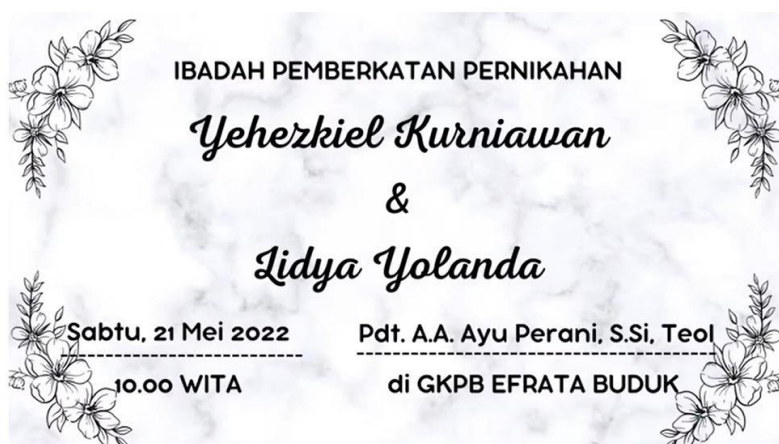 IBADAH PEMBERKATAN PERNIKAHAN
Yehezkiel Kurniawan
&
Lidya Yolanda
Sabtu, 21 Mei 2022
10.00 WITA
Pdt. A.A. Ayu Perani, S.Si, Teol
di GKPB EFRATA BUDUK